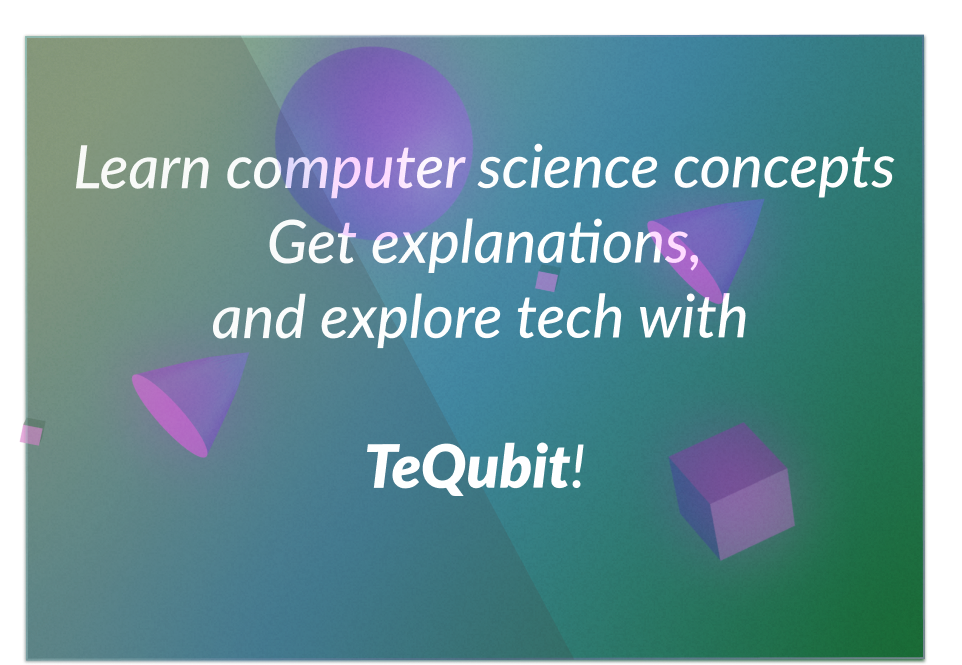 Learn computer science concepts
Get explanations,
and explore tech with
TeQubit!